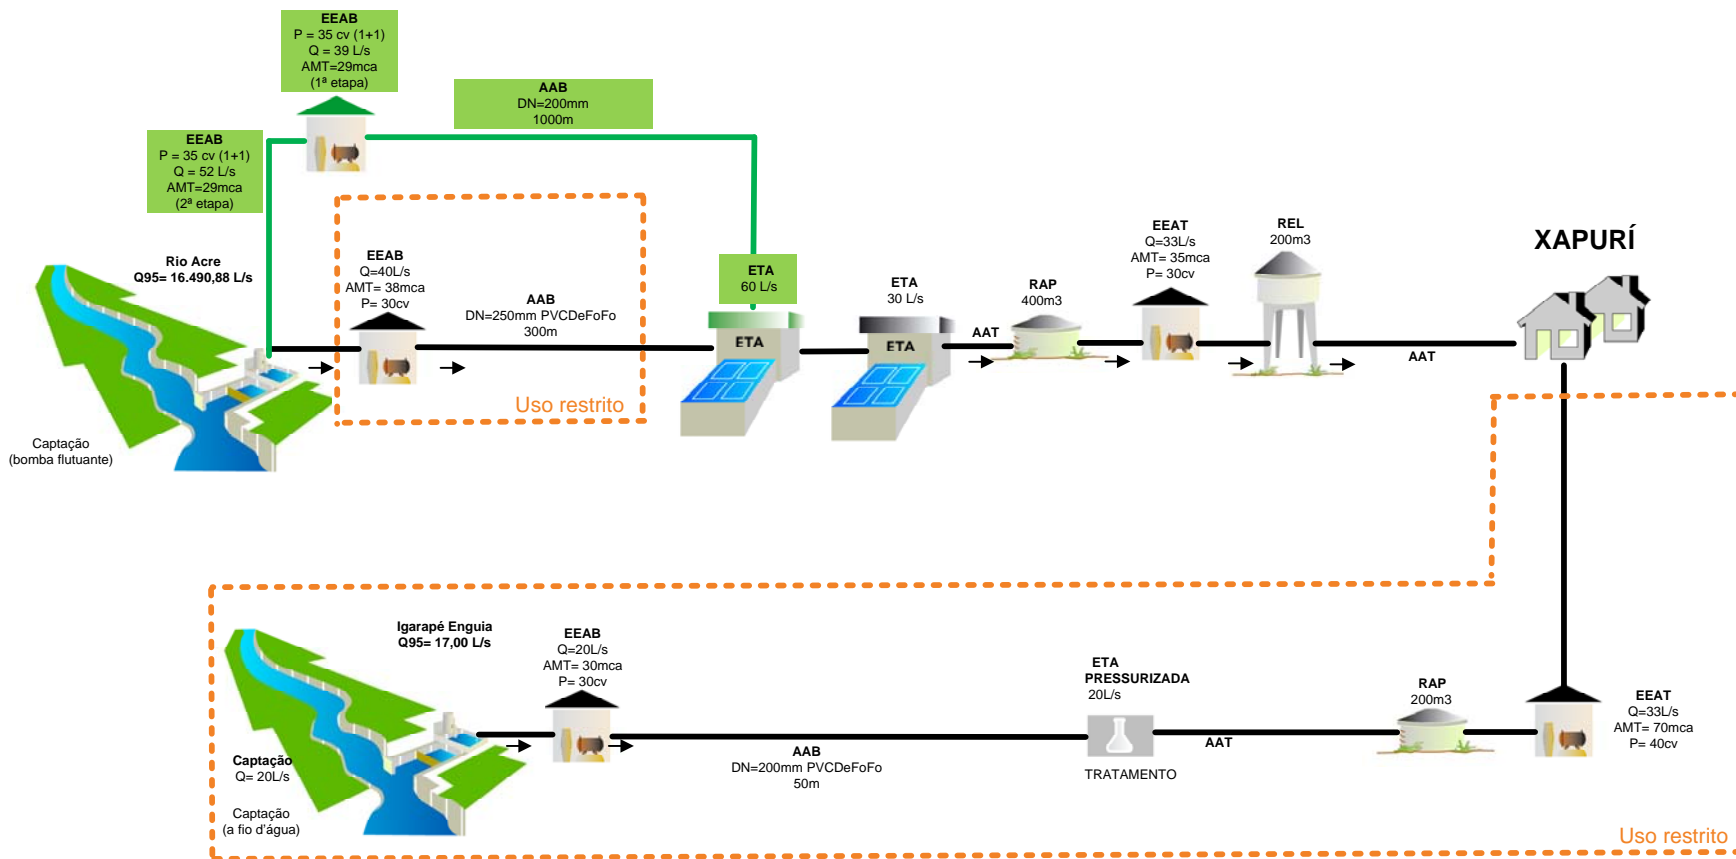 EEAB
P = 35 cv (1+1)
Q = 39 L/s
AMT=29mca
(1ª etapa)
AAB
DN=200mm
1000m
EEAB
P = 35 cv (1+1)
Q = 52 L/s
AMT=29mca
(2ª etapa)
Rio Acre
Q95= 16.490,88 L/s
EEAB
Q=40L/s
AMT= 38mca
P= 30cv
AAB
DN=250mm PVCDeFoFo
300m
Uso restrito
Captação
(bomba flutuante)
ETA
60 L/s
ETA
ETA
30 L/s
ETA
AAT
RAP
400m3
EEAT
Q=33L/s
AMT= 35mca
P= 30cv
REL
200m3
AAT
XAPURÍ
Igarapé Enguia
Q95= 17,00 L/s
Captação
Q= 20L/s
Captação
(a fio d'água)
EEAB
Q=20L/s
AMT= 30mca
P= 30cv
AAB
DN=200mm PVCDeFoFo
50m
ETA
PRESSURIZADA
20L/s
TRATAMENTO
AAT
RAP
200m3
EEAT
Q=33L/s
AMT= 70mca
P= 40cv
Uso restrito